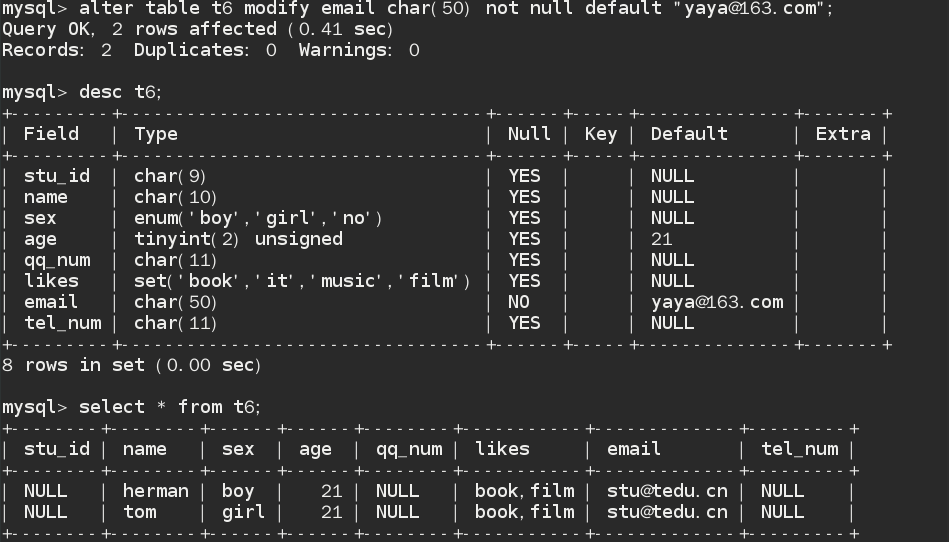 mysql> alter table t6 modify email char(50) not null default "yaya@163.com";
Query OK, 2 rows affected (0.41 sec)
Records: 2  Duplicates: 0  Warnings: 0

mysql> desc t6;
+---------+---------------------------------+------+-----+--------------+-------+
| Field   | Type                            | Null | Key | Default      | Extra |
+---------+---------------------------------+------+-----+--------------+-------+
| stu_id  | char(9)                         | YES  |     | NULL         |       |
| name    | char(10)                        | YES  |     | NULL         |       |
| sex     | enum('boy','girl','no')         | YES  |     | NULL         |       |
| age     | tinyint(2) unsigned             | YES  |     | 21           |       |
| qq_num  | char(11)                        | YES  |     | NULL         |       |
| likes   | set('book','it','music','film') | YES  |     | NULL         |       |
| email   | char(50)                        | NO   |     | yaya@163.com |       |
| tel_num | char(11)                        | YES  |     | NULL         |       |
+---------+---------------------------------+------+-----+--------------+-------+
8 rows in set (0.00 sec)

mysql> select * from t6;
+--------+--------+------+------+--------+-----------+-------------+---------+
| stu_id | name   | sex  | age  | qq_num | likes     | email       | tel_num |
+--------+--------+------+------+--------+-----------+-------------+---------+
| NULL   | herman | boy  |   21 | NULL   | book,film | stu@tedu.cn | NULL    |
| NULL   | tom    | girl |   21 | NULL   | book,film | stu@tedu.cn | NULL    |
+--------+--------+------+------+--------+-----------+-------------+---------+